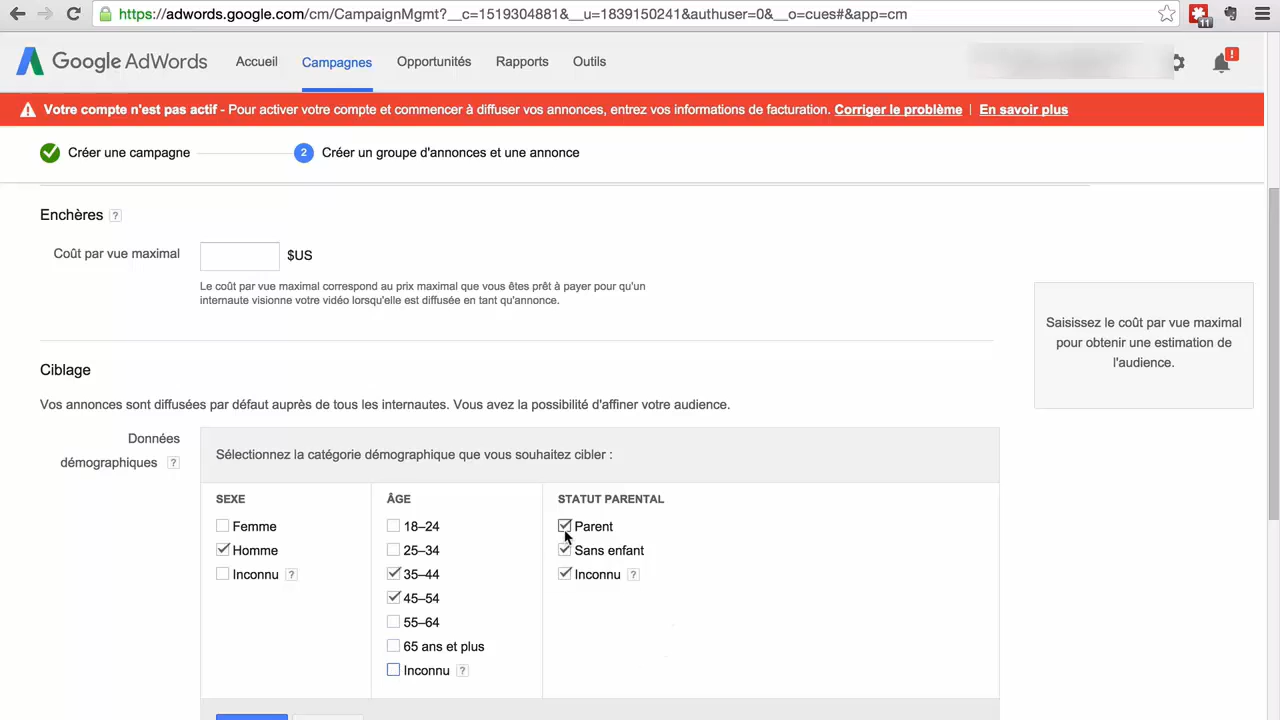 https://adwords.google.com/cm/CampaignMgmt?__c=1519304881&__u=1839150241&authuser=0&__o=cues#&app=cm
11
Google AdWords
Accueil
Campagnes
Opportunités
Rapports
Outils
!
Votre compte n'est pas actif - Pour activer votre compte et commencer à diffuser vos annonces, entrez vos informations de facturation. Corriger le problème | En savoir plus
Créer une campagne
2 Créer un groupe d'annonces et une annonce
Enchères ?
Coût par vue maximal
$US
Le coût par vue maximal correspond au prix maximal que vous êtes prêt à payer pour qu'un
internaute visionne votre vidéo lorsqu'elle est diffusée en tant qu'annonce.
Saisissez le coût par vue maximal
pour obtenir une estimation de
l'audience.
Ciblage
Vos annonces sont diffusées par défaut auprès de tous les internautes. Vous avez la possibilité d'affiner votre audience.
Données
démographiques ?
Sélectionnez la catégorie démographique que vous souhaitez cibler :
SEXE
Femme
Homme
Inconnu ?
ÂGE
18–24
25–34
35–44
45–54
55–64
65 ans et plus
Inconnu ?
STATUT PARENTAL
Parent
Sans enfant
Inconnu ?